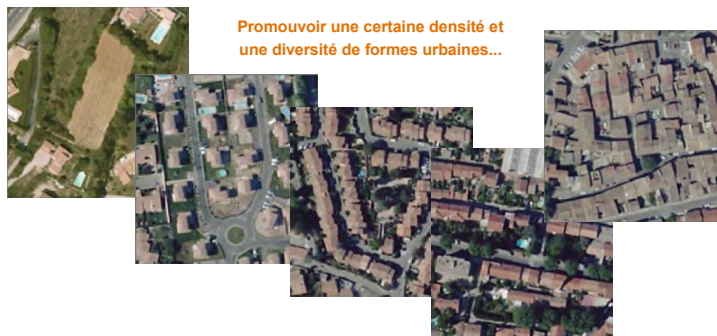 Promouvoir une certaine densité et
une diversité de formes urbaines...